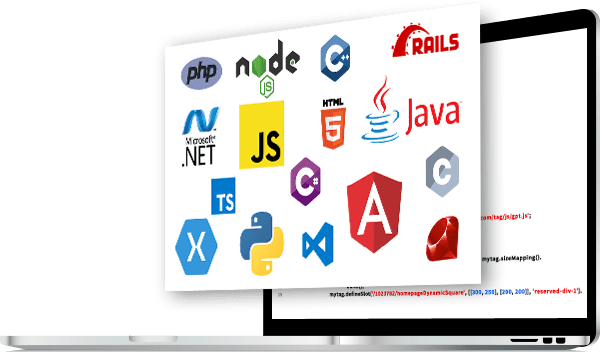 php
node
JS
C++
RAILS
Microsoft®
.NET
JS
HTML
5
Java
TS
C#
C
X
A
com/tag/js/gpt.js';
mytag.sizeMapping().
mytag.defineSlot('/1023782/homepageDynamicSquare', [[300, 250], [200, 200]], 'reserved-div-1').